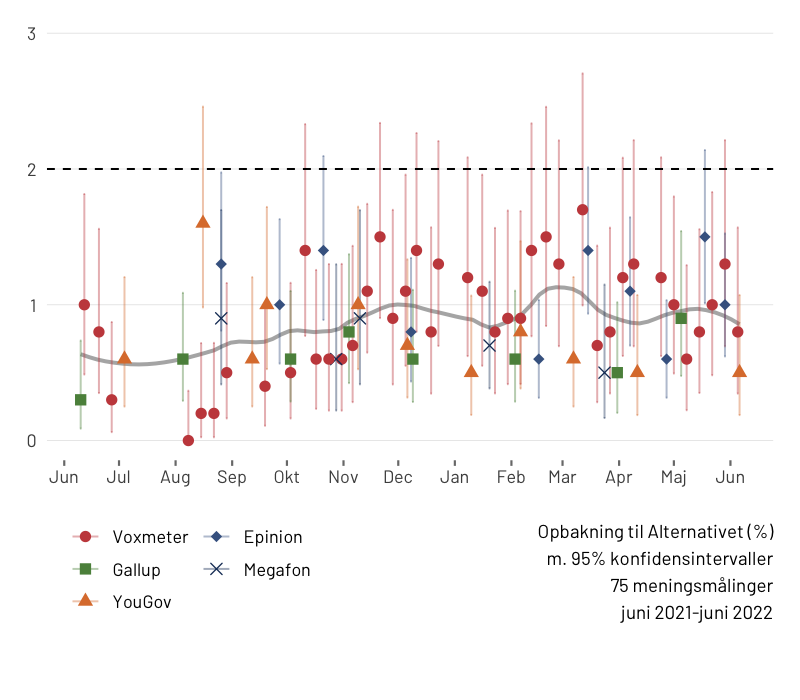 3
2
1
0
Jun Jul Aug Sep Okt Nov Dec Jan Feb Mar Apr Maj Jun
Voxmeter Epinion
Gallup Megafon
YouGov
Opbakning til Alternativet (%)
m. 95% konfidensintervaller
75 meningsmålinger
juni 2021-juni 2022